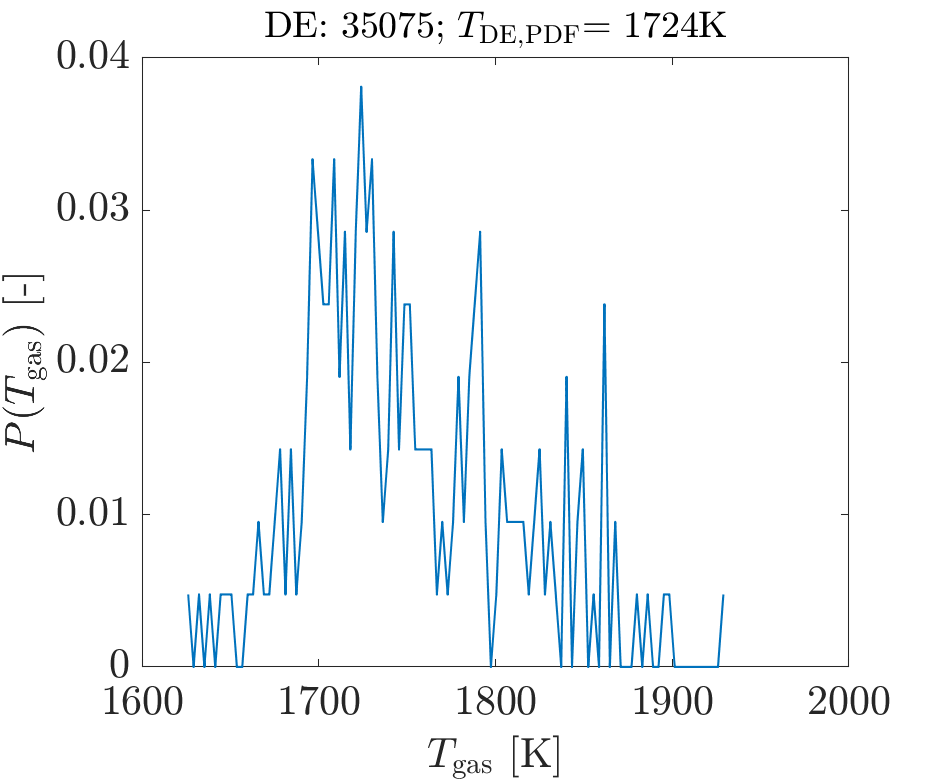 DE: 35075; T_DE,PDF= 1724K
0.04
0.03
0.02
0.01
0
P(T_gas) [-]
1600 1700 1800 1900 2000
T_gas [K]